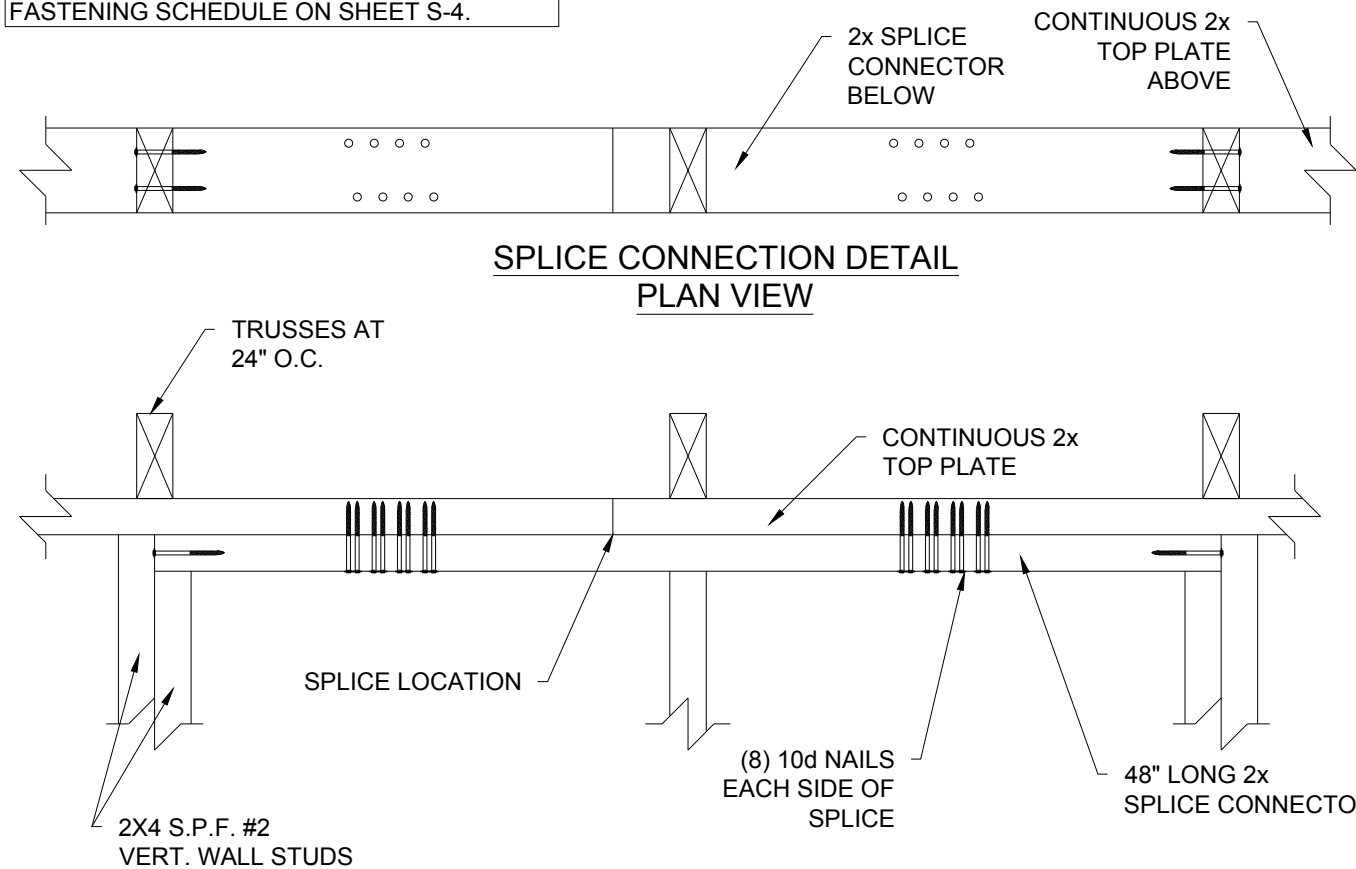 FASTENING SCHEDULE ON SHEET S-4.
2x SPLICE
CONNECTOR
BELOW
CONTINUOUS 2x
TOP PLATE
ABOVE
SPLICE CONNECTION DETAIL
PLAN VIEW
TRUSSES AT
24" O.C.
CONTINUOUS 2x
TOP PLATE
SPLICE LOCATION
(8) 10d NAILS
EACH SIDE OF
SPLICE
48" LONG 2x
SPLICE CONNECTO
2X4 S.P.F. #2
VERT. WALL STUDS